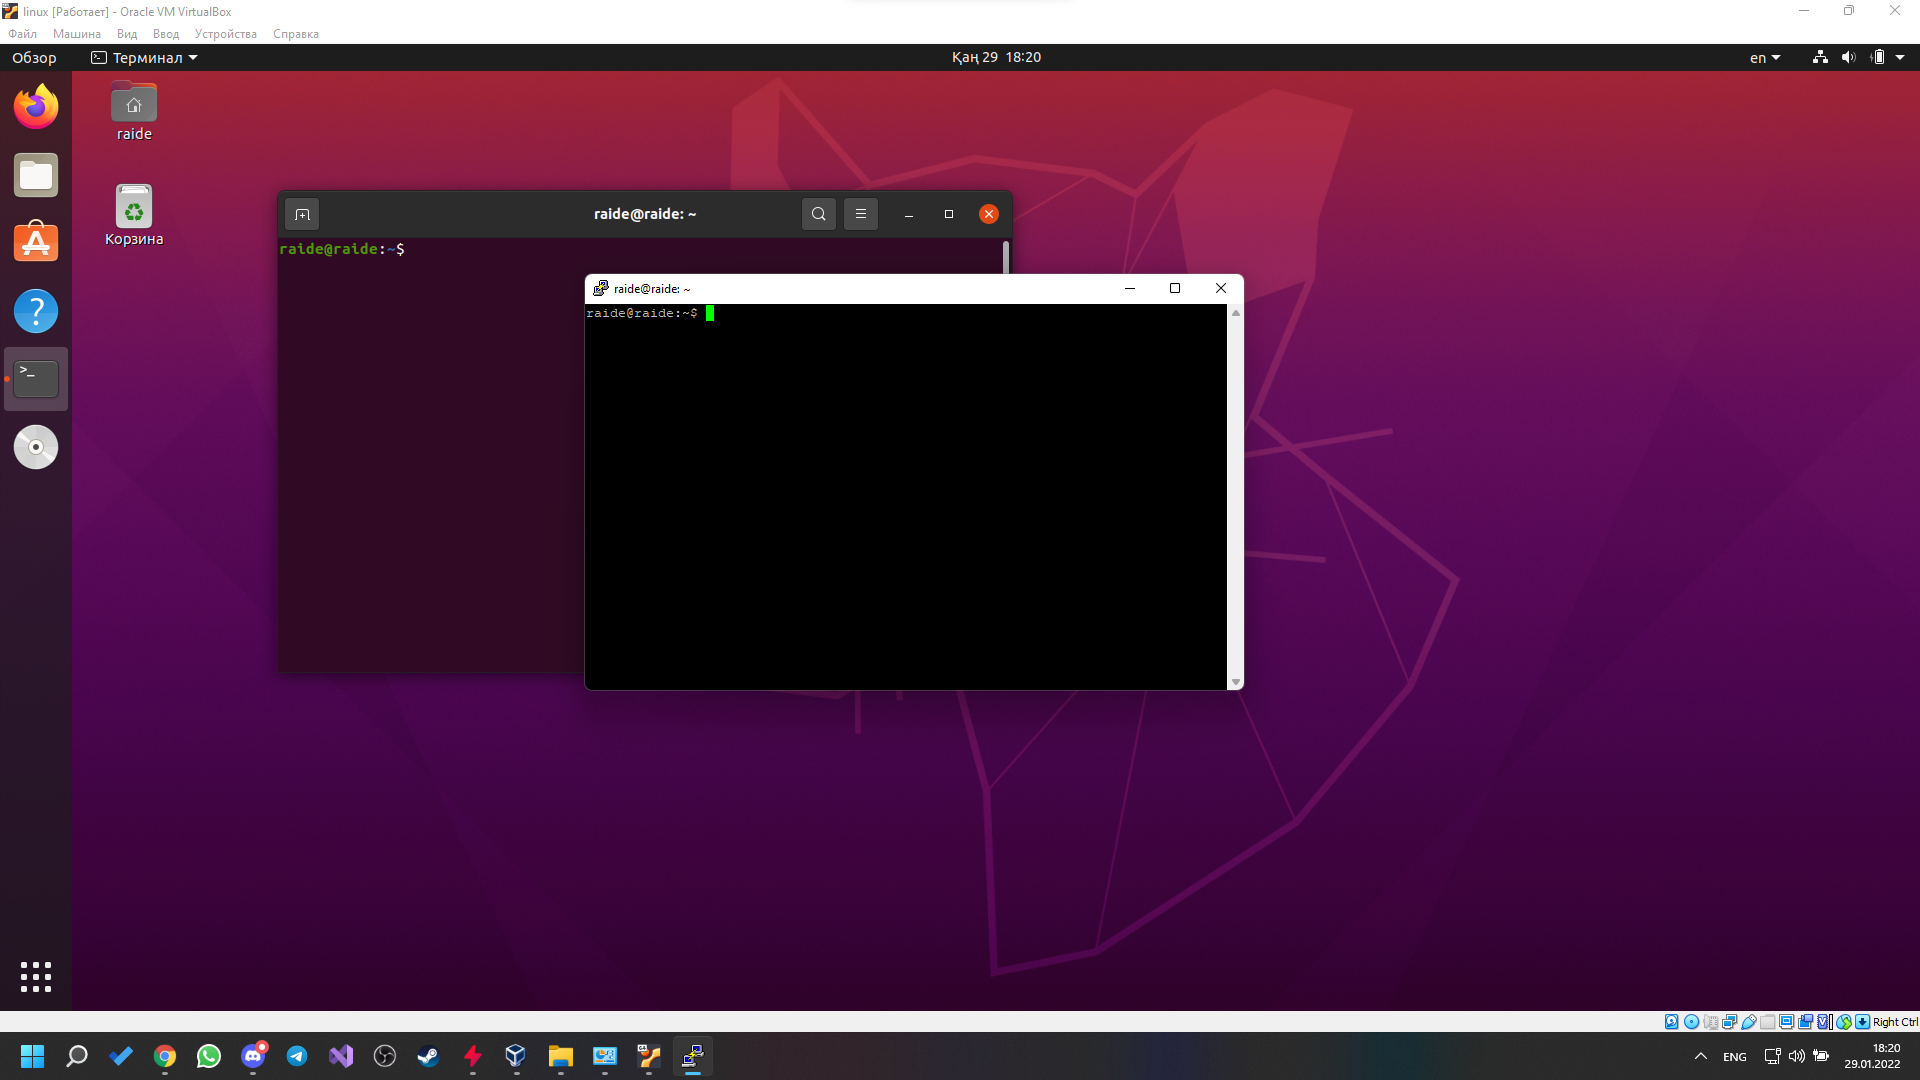 linux [Работает] - Oracle VM VirtualBox
Файл Машина Вид Ввод Устройства Справка
Обзор Терминал Қаң 29 18:20 en
raide
Корзина
raide@raide: ~
raide@raide:~$
raide@raide: ~
raide@raide:~$
Right Ctrl
ENG 18:20
29.01.2022